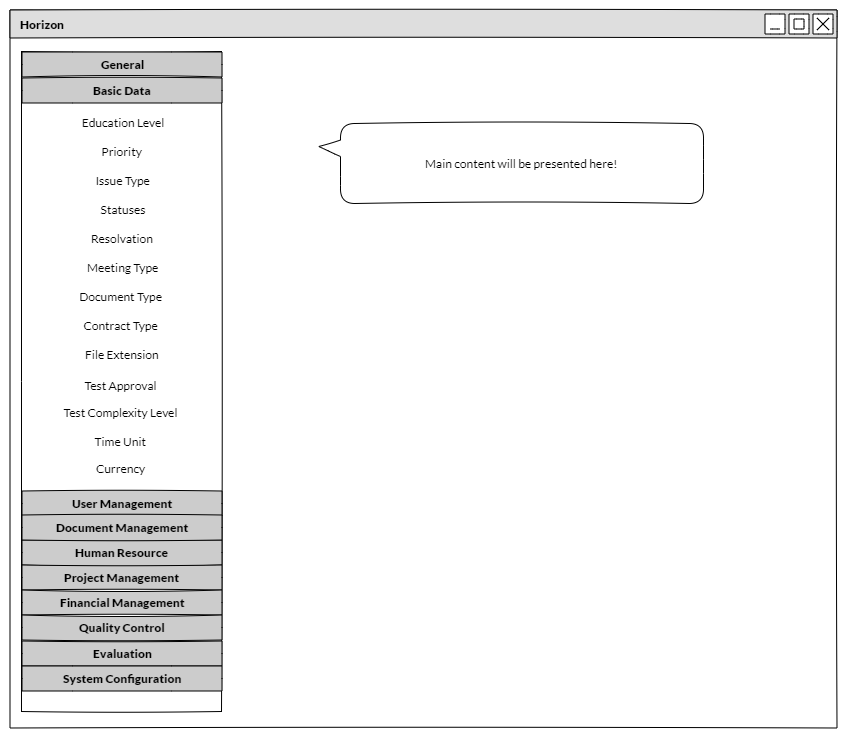 Horizon
General
Basic Data
Education Level
Priority
Issue Type
Statuses
Resolvation
Meeting Type
Document Type
Contract Type
File Extension
Test Approval
Test Complexity Level
Time Unit
Currency
User Management
Document Management
Human Resource
Project Management
Financial Management
Quality Control
Evaluation
System Configuration
Main content will be presented here!